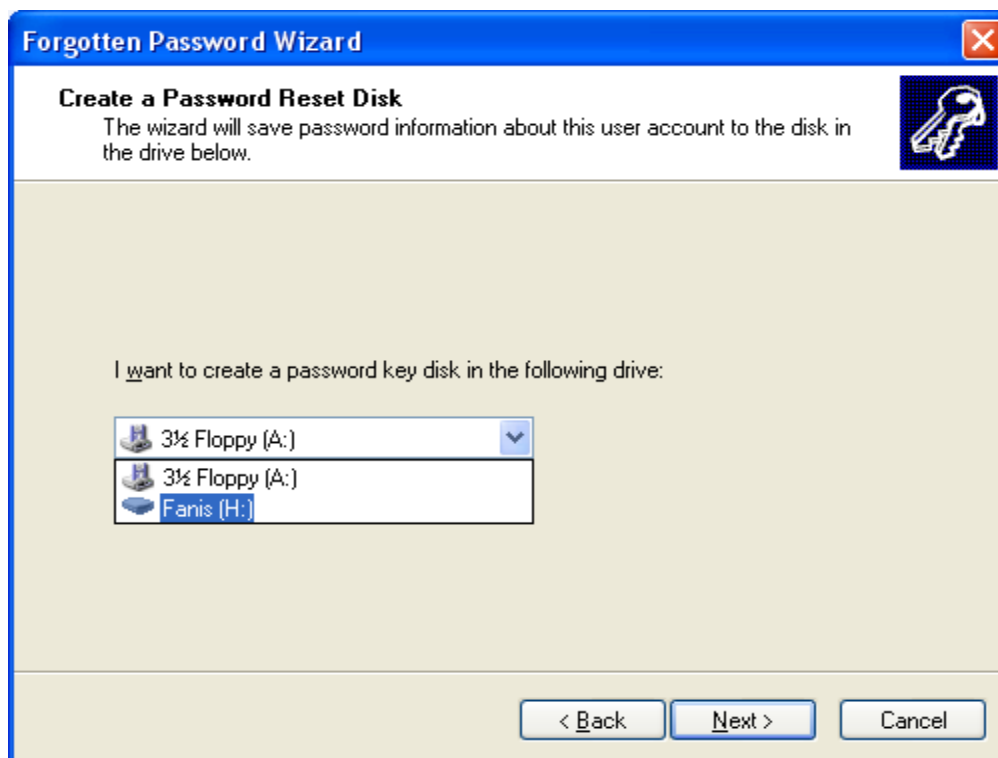 Forgotten Password Wizard
Create a Password Reset Disk
The wizard will save password information about this user account to the disk in
the drive below.
I want to create a password key disk in the following drive:
3½ Floppy (A:)
3½ Floppy (A:)
Fanis (H:)
< Back Next > Cancel